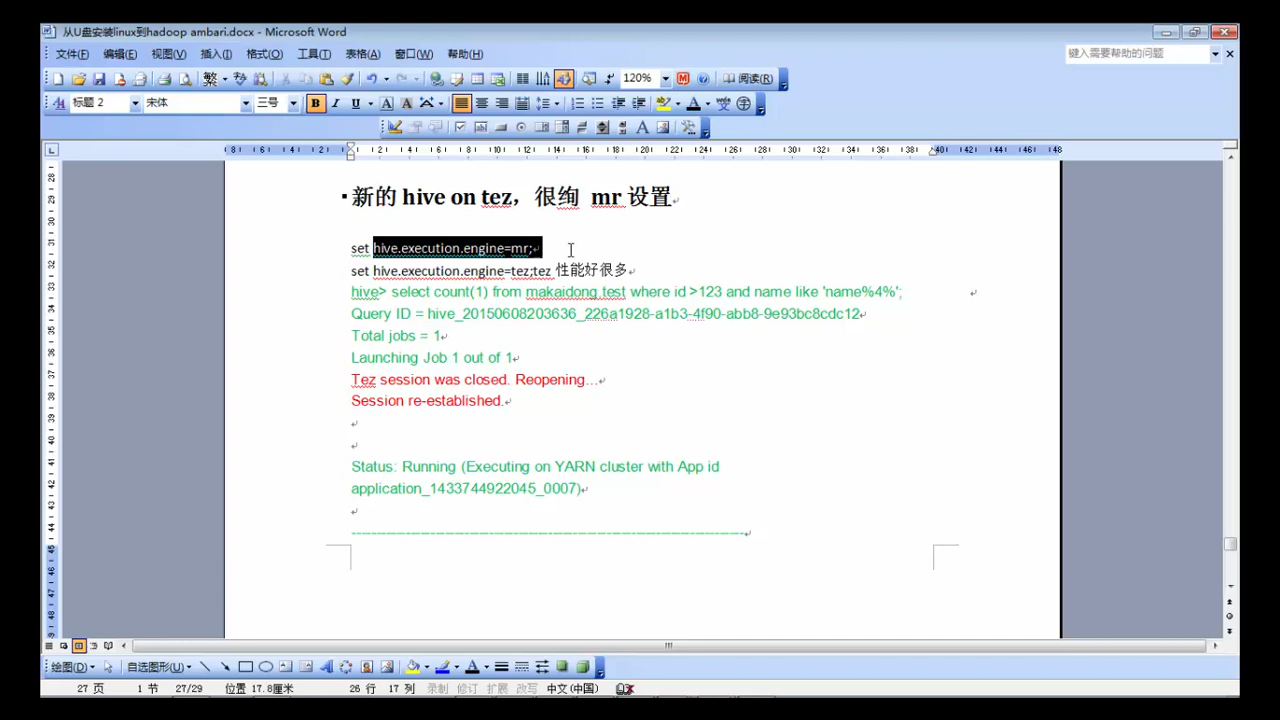 从U盘安装linux到hadoop ambari.docx - Microsoft Word
文件(F) 编辑(E) 视图(V) 插入(I) 格式(O) 工具(T) 表格(A) 窗口(W) 帮助(H) 键入需要帮助的问题
120% 阅读(R)
标题 2 宋体 三号 B I U A A
新的 hive on tez，很绚 mr 设置
set hive.execution.engine=mr;
set hive.execution.engine=tez;tez 性能好很多
hive> select count(1) from makaidong.test where id >123 and name like 'name%4%';
Query ID = hive_20150608203636_226a1928-a1b3-4f90-abb8-9e93bc8cdc12
Total jobs = 1
Launching Job 1 out of 1
Tez session was closed. Reopening...
Session re-established.
Status: Running (Executing on YARN cluster with App id
application_1433744922045_0007)
--------------------------------------------------------------------------------
绘图(D) 自选图形(U)
27 页 1 节 27/29 位置 17.8厘米 26 行 17 列 录制 修订 扩展 改写 中文(中国)